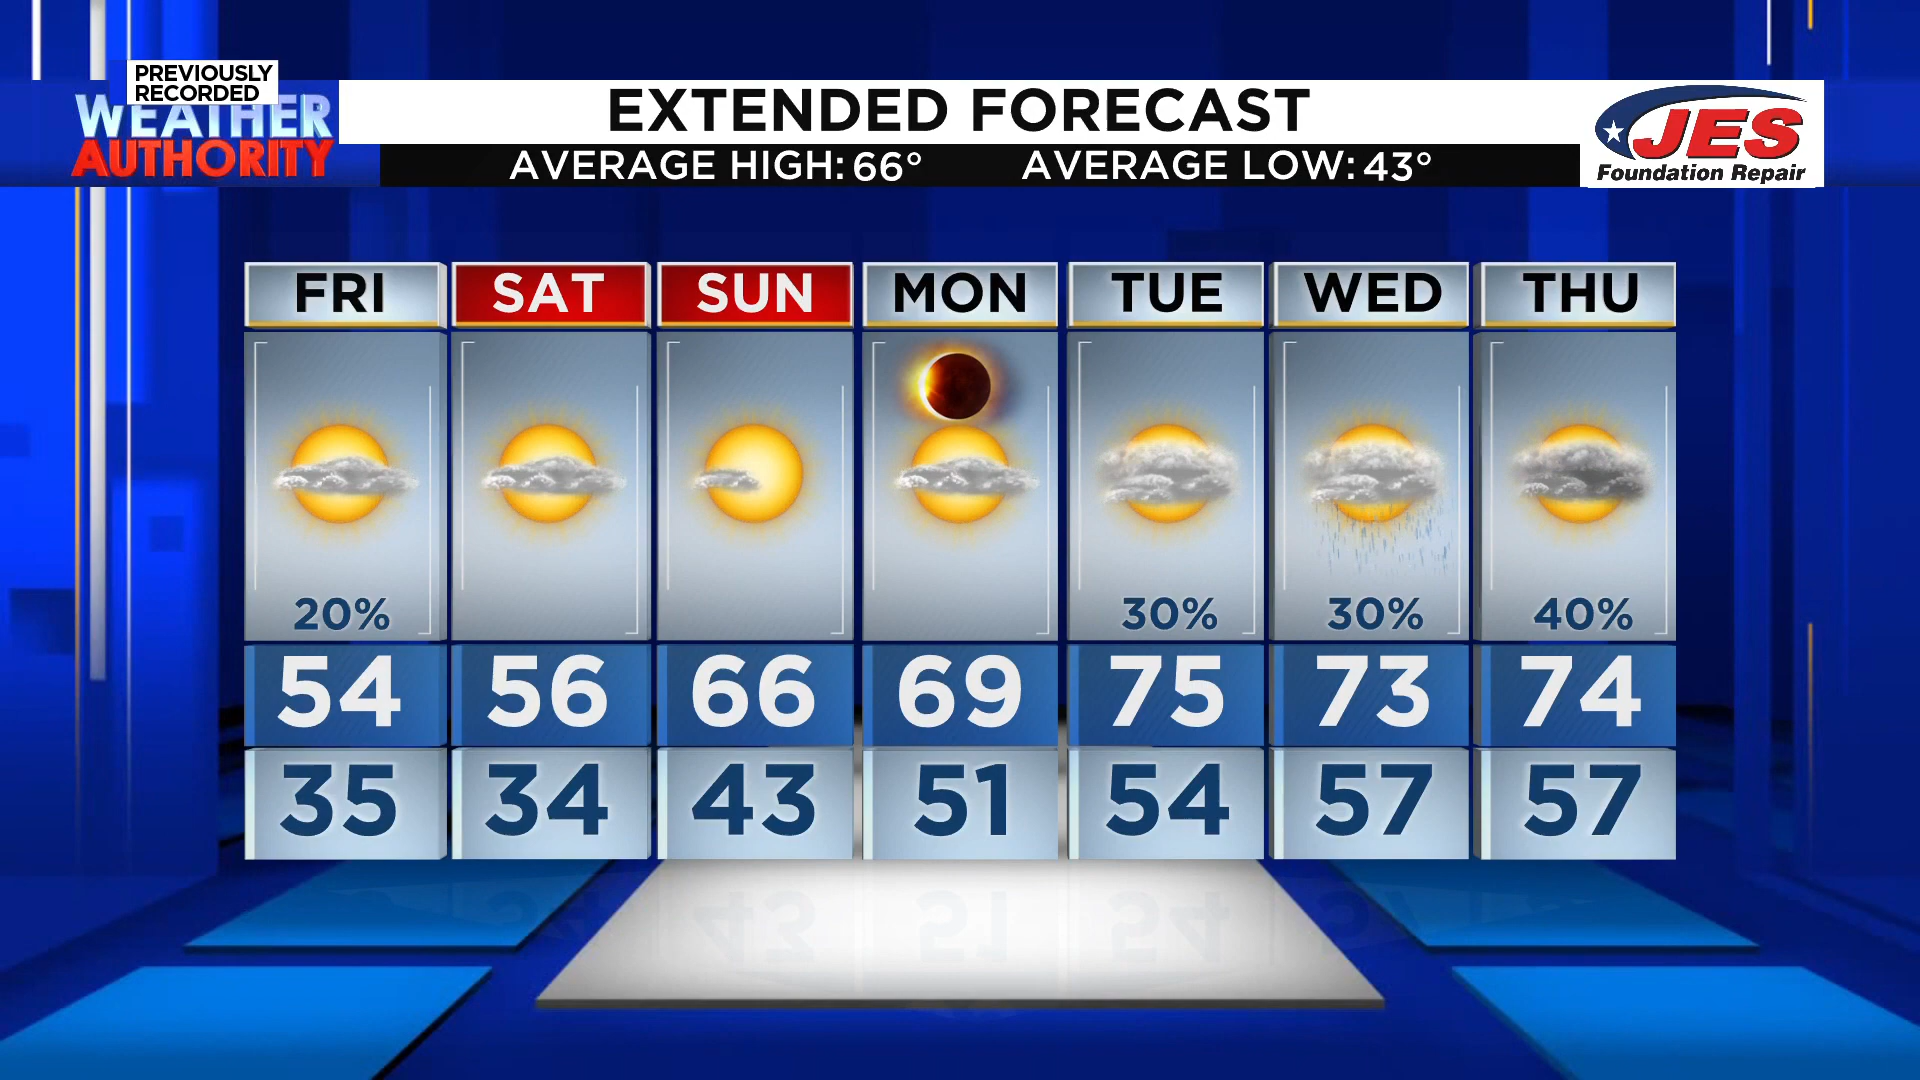 PREVIOUSLY
RECORDED
WEATHER
AUTHORITY
EXTENDED FORECAST
AVERAGE HIGH: 66° AVERAGE LOW: 43°
JES
Foundation Repair
FRI SAT SUN MON TUE WED THU
20% 30% 30% 40%
54 56 66 69 75 73 74
35 34 43 51 54 57 57